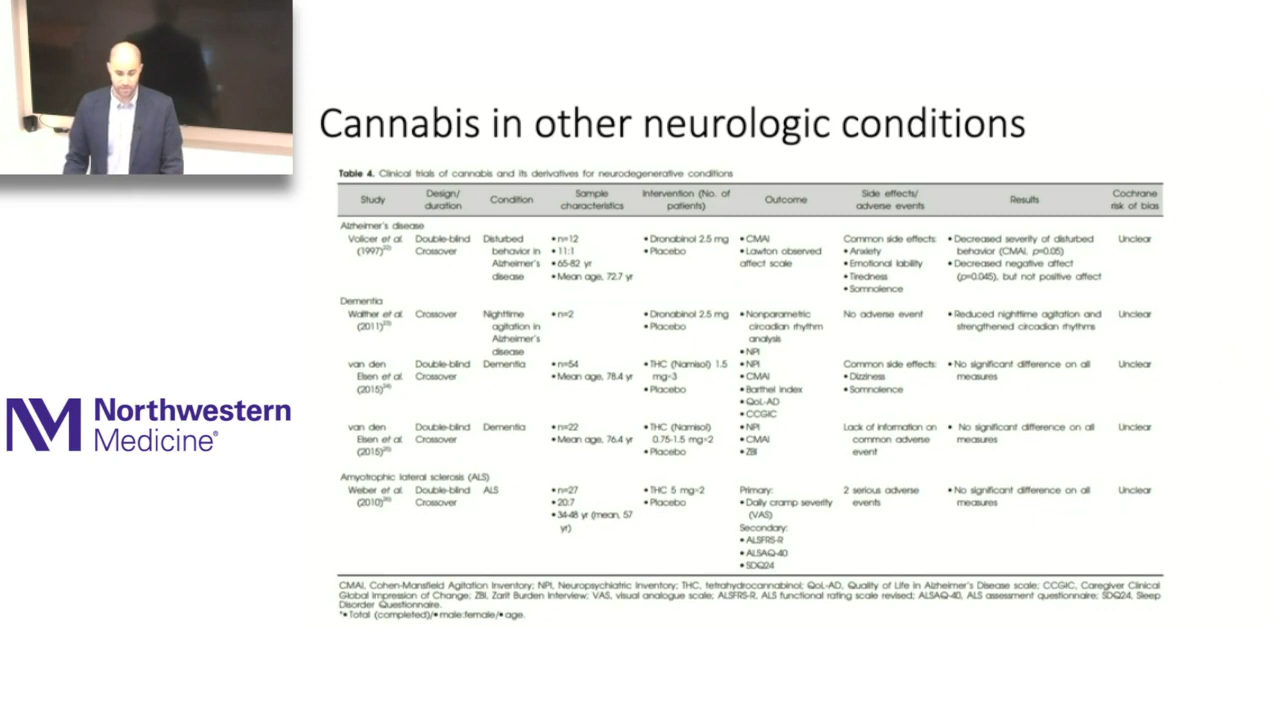 Cannabis in other neurologic conditions
Table 4. Clinical trials of cannabis and its derivatives for neurodegenerative conditions
Study
Design/
duration
Condition
Sample
characteristics
Intervention (No. of
patients)
Outcome
Side effects/
adverse events
Results
Cochrane
risk of bias
Alzheimer's disease
Volicer et al.
(1997)
Double-blind
Crossover
Disturbed
behavior in
Alzheimer's
disease
• n=12
• 11:1
• 65-82 yr
• Mean age, 72.7 yr
• Dronabinol 2.5 mg
• Placebo
• CMAI
• Lawton observed
affect scale
Common side effects:
• Anxiety
• Emotional lability
• Tiredness
• Somnolence
• Decreased severity of disturbed
behavior (CMAI, p=0.05)
• Decreased negative affect
(p=0.045), but not positive affect
Unclear
Dementia
Walther et al.
(2011)
Crossover
Nighttime
agitation in
Alzheimer's
disease
• n=2
• Dronabinol 2.5 mg
• Placebo
• Nonparametric
circadian rhythm
analysis
• NPI
No adverse event
• Reduced nighttime agitation and
strengthened circadian rhythms
Unclear
van den
Elsen et al.
(2015)
Double-blind
Crossover
Dementia
• n=54
• Mean age, 78.4 yr
• THC (Namisol) 1.5
mg×3
• Placebo
• NPI
• CMAI
• Barthel Index
• QoL-AD
• CCGIC
Common side effects:
• Dizziness
• Somnolence
• No significant difference on all
measures
Unclear
van den
Elsen et al.
(2015)
Double-blind
Crossover
Dementia
• n=22
• Mean age, 76.4 yr
• THC (Namisol)
0.75-1.5 mg×2
• Placebo
• NPI
• CMAI
• ZBI
Lack of information on
common adverse
event
• No significant difference on all
measures
Unclear
Amyotrophic lateral sclerosis (ALS)
Weber et al.
(2010)
Double-blind
Crossover
ALS
• n=27
• 20:7
• 34-48 yr (mean, 57
yr)
• THC 5 mg×2
• Placebo
Primary:
• Daily cramp severity
(VAS)
Secondary:
• ALSFRS-R
• ALSAQ-40
• SDQ24
2 serious adverse
events
• No significant difference on all
measures
Unclear
CMAI, Cohen-Mansfield Agitation Inventory; NPI, Neuropsychiatric Inventory; THC, tetrahydrocannabinol; QoL-AD, Quality of Life in Alzheimer's Disease scale; CCGIC, Caregiver Clinical
Global Impression of Change; ZBI, Zarit Burden Interview; VAS, visual analogue scale; ALSFRS-R, ALS functional rating scale revised; ALSAQ-40, ALS assessment questionnaire; SDQ24, Sleep
Disorder Questionnaire.
*• Total (completed)/• male:female/• age.
Northwestern
Medicine®